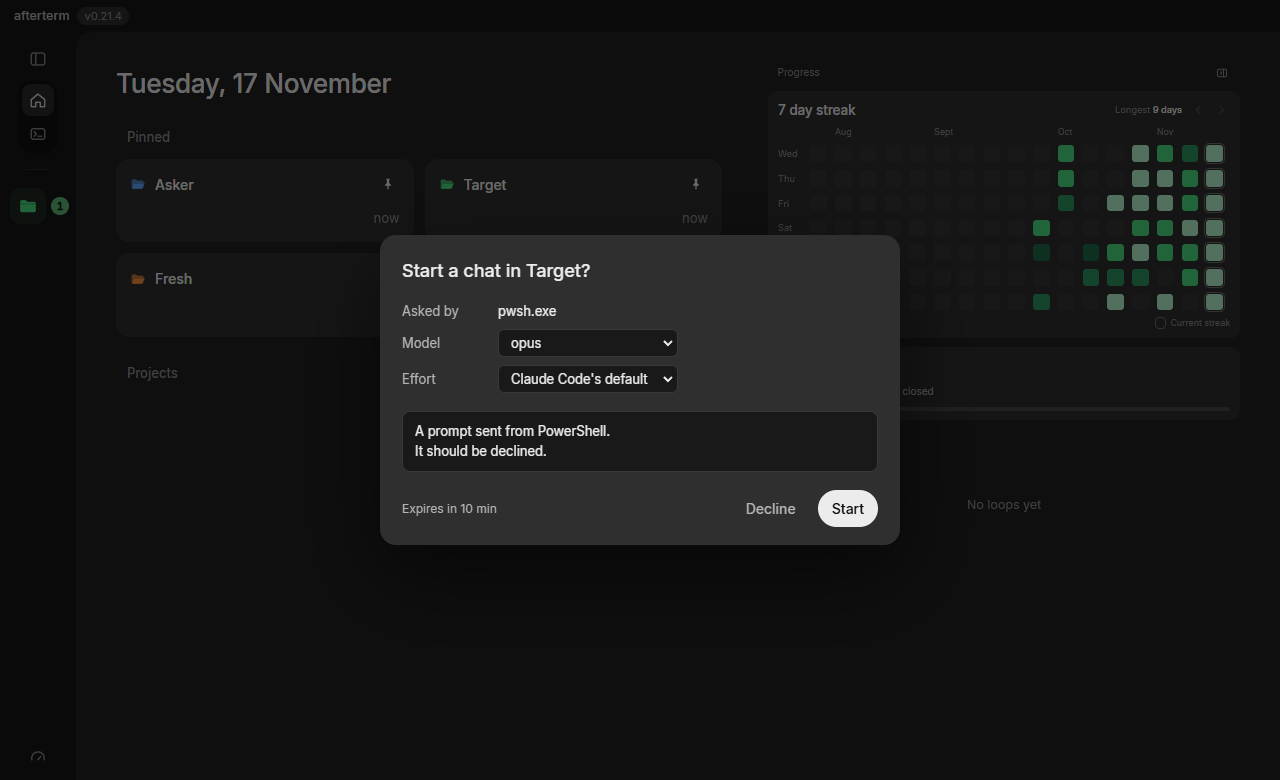 afterterm v0.21.4
Tuesday, 17 November
Pinned
Asker
now
Target
now
Fresh
Projects
1
Progress
7 day streak
Longest 9 days
Aug Sept Oct Nov
Wed
Thu
Fri
Sat
Current streak
closed
No loops yet
Start a chat in Target?
Asked by pwsh.exe
Model opus
Effort Claude Code's default
A prompt sent from PowerShell.
It should be declined.
Expires in 10 min
Decline
Start